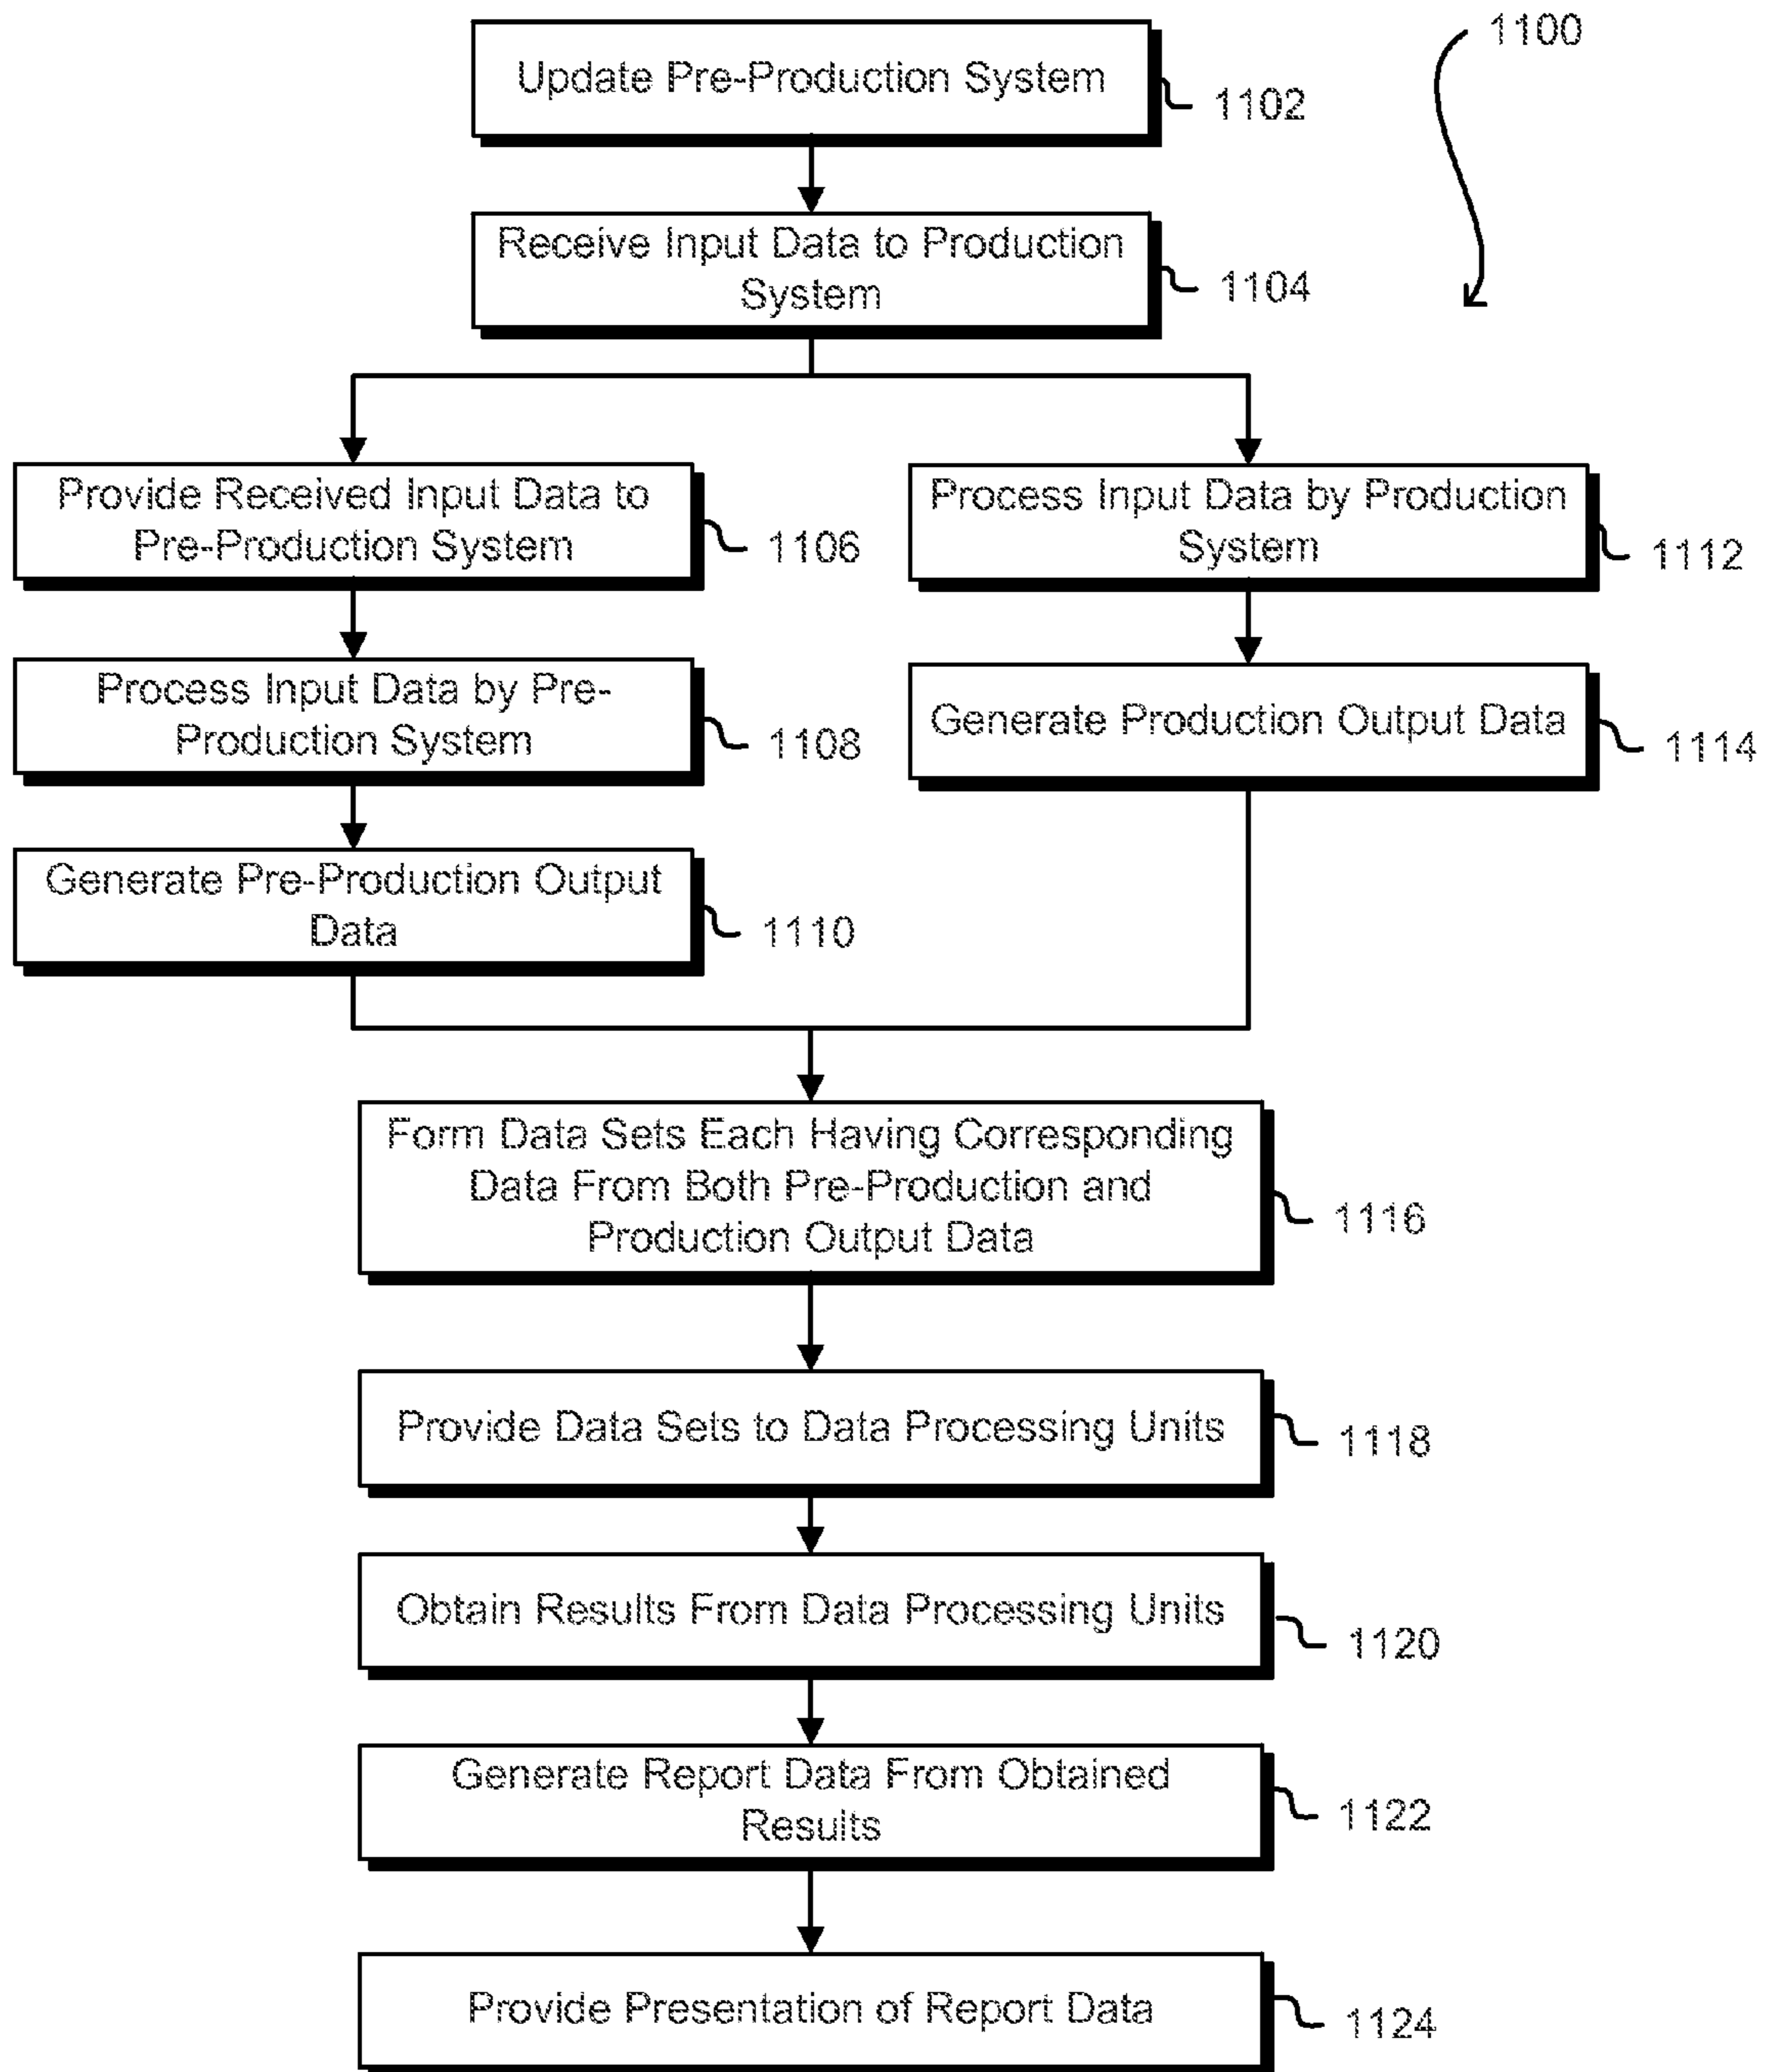 1100
Update Pre-Production System
1102
Receive Input Data to Production
System
1104
Provide Received Input Data to
Pre-Production System
1106
Process Input Data by Production
System
1112
Process Input Data by Pre-
Production System
1108
Generate Production Output Data
1114
Generate Pre-Production Output
Data
1110
Form Data Sets Each Having Corresponding
Data From Both Pre-Production and
Production Output Data
1116
Provide Data Sets to Data Processing Units
1118
Obtain Results From Data Processing Units
1120
Generate Report Data From Obtained
Results
1122
Provide Presentation of Report Data
1124